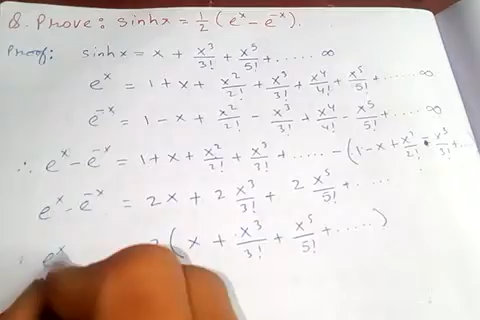 Q. Prove: sinhx = 1/2 (e^x - e^-x).
Proof: sinhx = x + x^3/3! + x^5/5! + ..... ∞
e^x = 1 + x + x^2/2! + x^3/3! + x^4/4! + x^5/5! + ..... ∞
e^-x = 1 - x + x^2/2! - x^3/3! + x^4/4! - x^5/5! + ..... ∞
∴ e^x - e^-x = 1 + x + x^2/2! + x^3/3! + ..... - (1 - x + x^2/2! - x^3/3! + ...)
e^x - e^-x = 2x + 2 x^3/3! + 2 x^5/5! + .....
e^x 2 (x + x^3/3! + x^5/5! + .....)